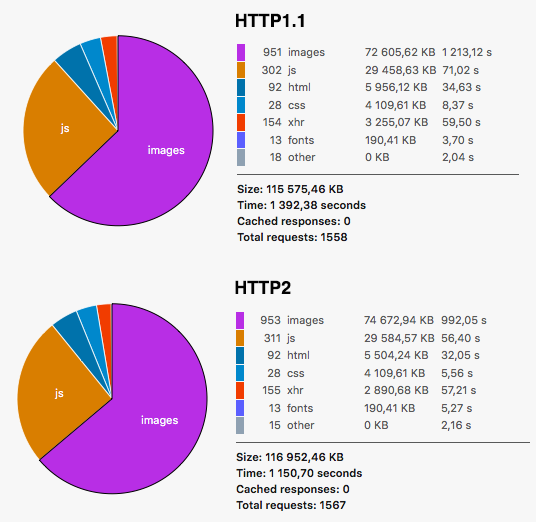 HTTP1.1
951 images 72 605,62 KB 1 213,12 s
302 js 29 458,63 KB 71,02 s
92 html 5 956,12 KB 34,63 s
28 css 4 109,61 KB 8,37 s
154 xhr 3 255,07 KB 59,50 s
13 fonts 190,41 KB 3,70 s
18 other 0 KB 2,04 s
js
images
Size: 115 575,46 KB
Time: 1 392,38 seconds
Cached responses: 0
Total requests: 1558
HTTP2
953 images 74 672,94 KB 992,05 s
311 js 29 584,57 KB 56,40 s
92 html 5 504,24 KB 32,05 s
28 css 4 109,61 KB 5,56 s
155 xhr 2 890,68 KB 57,21 s
13 fonts 190,41 KB 5,27 s
15 other 0 KB 2,16 s
js
images
Size: 116 952,46 KB
Time: 1 150,70 seconds
Cached responses: 0
Total requests: 1567